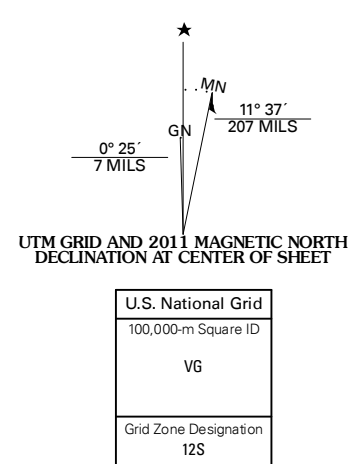 ★
MN
11° 37´
207 MILS
GN
0° 25´
7 MILS
UTM GRID AND 2011 MAGNETIC NORTH
DECLINATION AT CENTER OF SHEET
U.S. National Grid
100,000-m Square ID
VG
Grid Zone Designation
12S